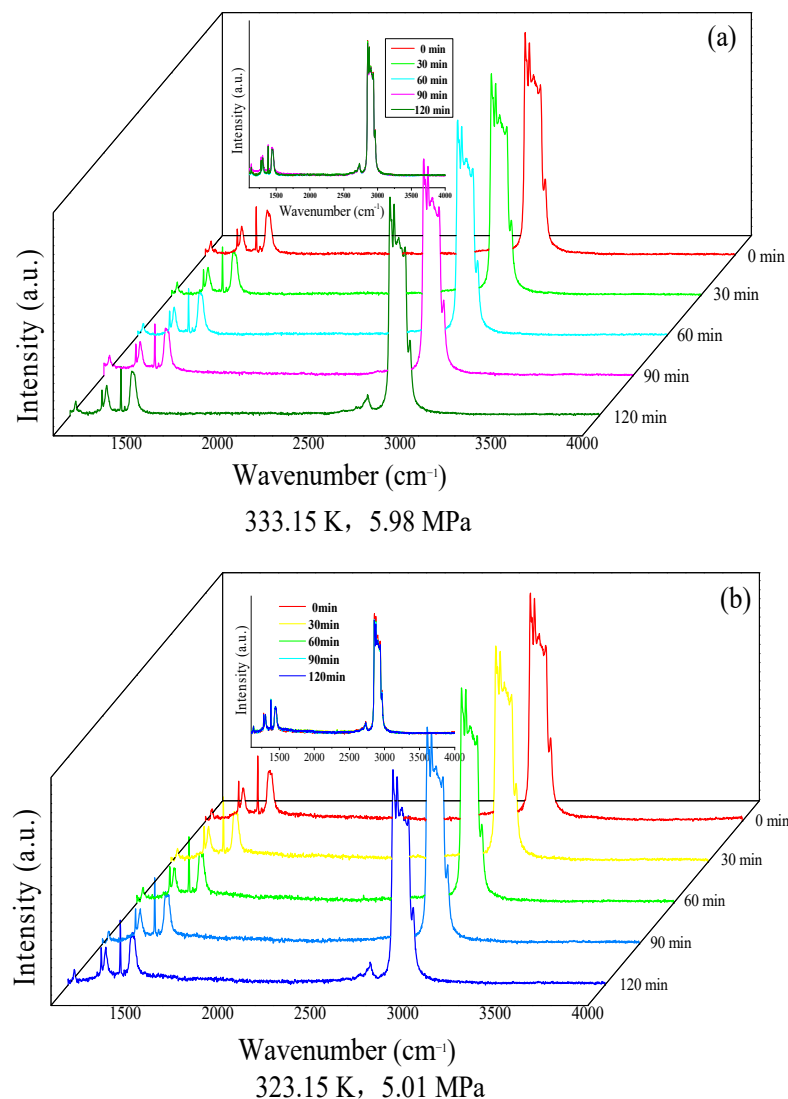 (a)
0 min
30 min
60 min
90 min
120 min
Intensity (a.u.)
1500 2000 2500 3000 3500 4000
Wavenumber (cm⁻¹)
0 min
30 min
60 min
90 min
120 min
Intensity (a.u.)
1500 2000 2500 3000 3500 4000
Wavenumber (cm⁻¹)
333.15 K，5.98 MPa
(b)
0min
30min
60min
90min
120min
Intensity (a.u.)
1500 2000 2500 3000 3500 4000
Wavenumber (cm⁻¹)
0 min
30 min
60 min
90 min
120 min
Intensity (a.u.)
1500 2000 2500 3000 3500 4000
Wavenumber (cm⁻¹)
323.15 K，5.01 MPa